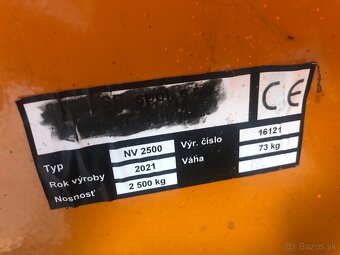 CE
Typ NV 2500 Výr. číslo 16121
Rok výroby 2021 Váha 73 kg
Nosnosť 2 500 kg
Bazos.sk